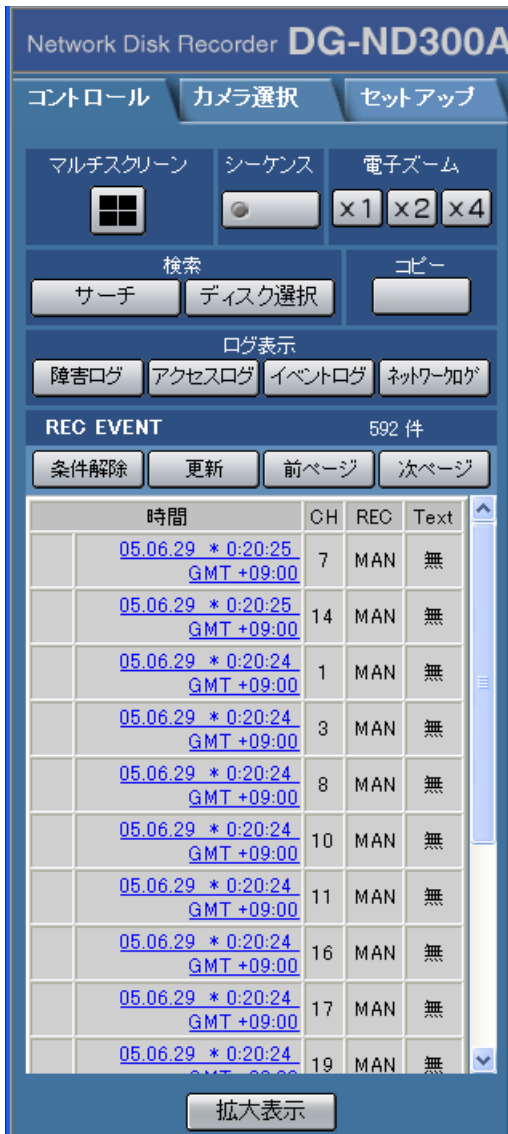 Network Disk Recorder DG-ND300A
コントロール カメラ選択 セットアップ
マルチスクリーン シーケンス 電子ズーム
x1 x2 x4
検索 コピー
サーチ ディスク選択
ログ表示
障害ログ アクセスログ イベントログ ネットワークログ
REC EVENT 592 件
条件解除 更新 前ページ 次ページ
時間 CH REC Text
05.06.29 * 0:20:25
GMT +09:00 7 MAN 無
05.06.29 * 0:20:25
GMT +09:00 14 MAN 無
05.06.29 * 0:20:24
GMT +09:00 1 MAN 無
05.06.29 * 0:20:24
GMT +09:00 3 MAN 無
05.06.29 * 0:20:24
GMT +09:00 8 MAN 無
05.06.29 * 0:20:24
GMT +09:00 10 MAN 無
05.06.29 * 0:20:24
GMT +09:00 11 MAN 無
05.06.29 * 0:20:24
GMT +09:00 16 MAN 無
05.06.29 * 0:20:24
GMT +09:00 17 MAN 無
05.06.29 * 0:20:24
19 MAN 無
拡大表示